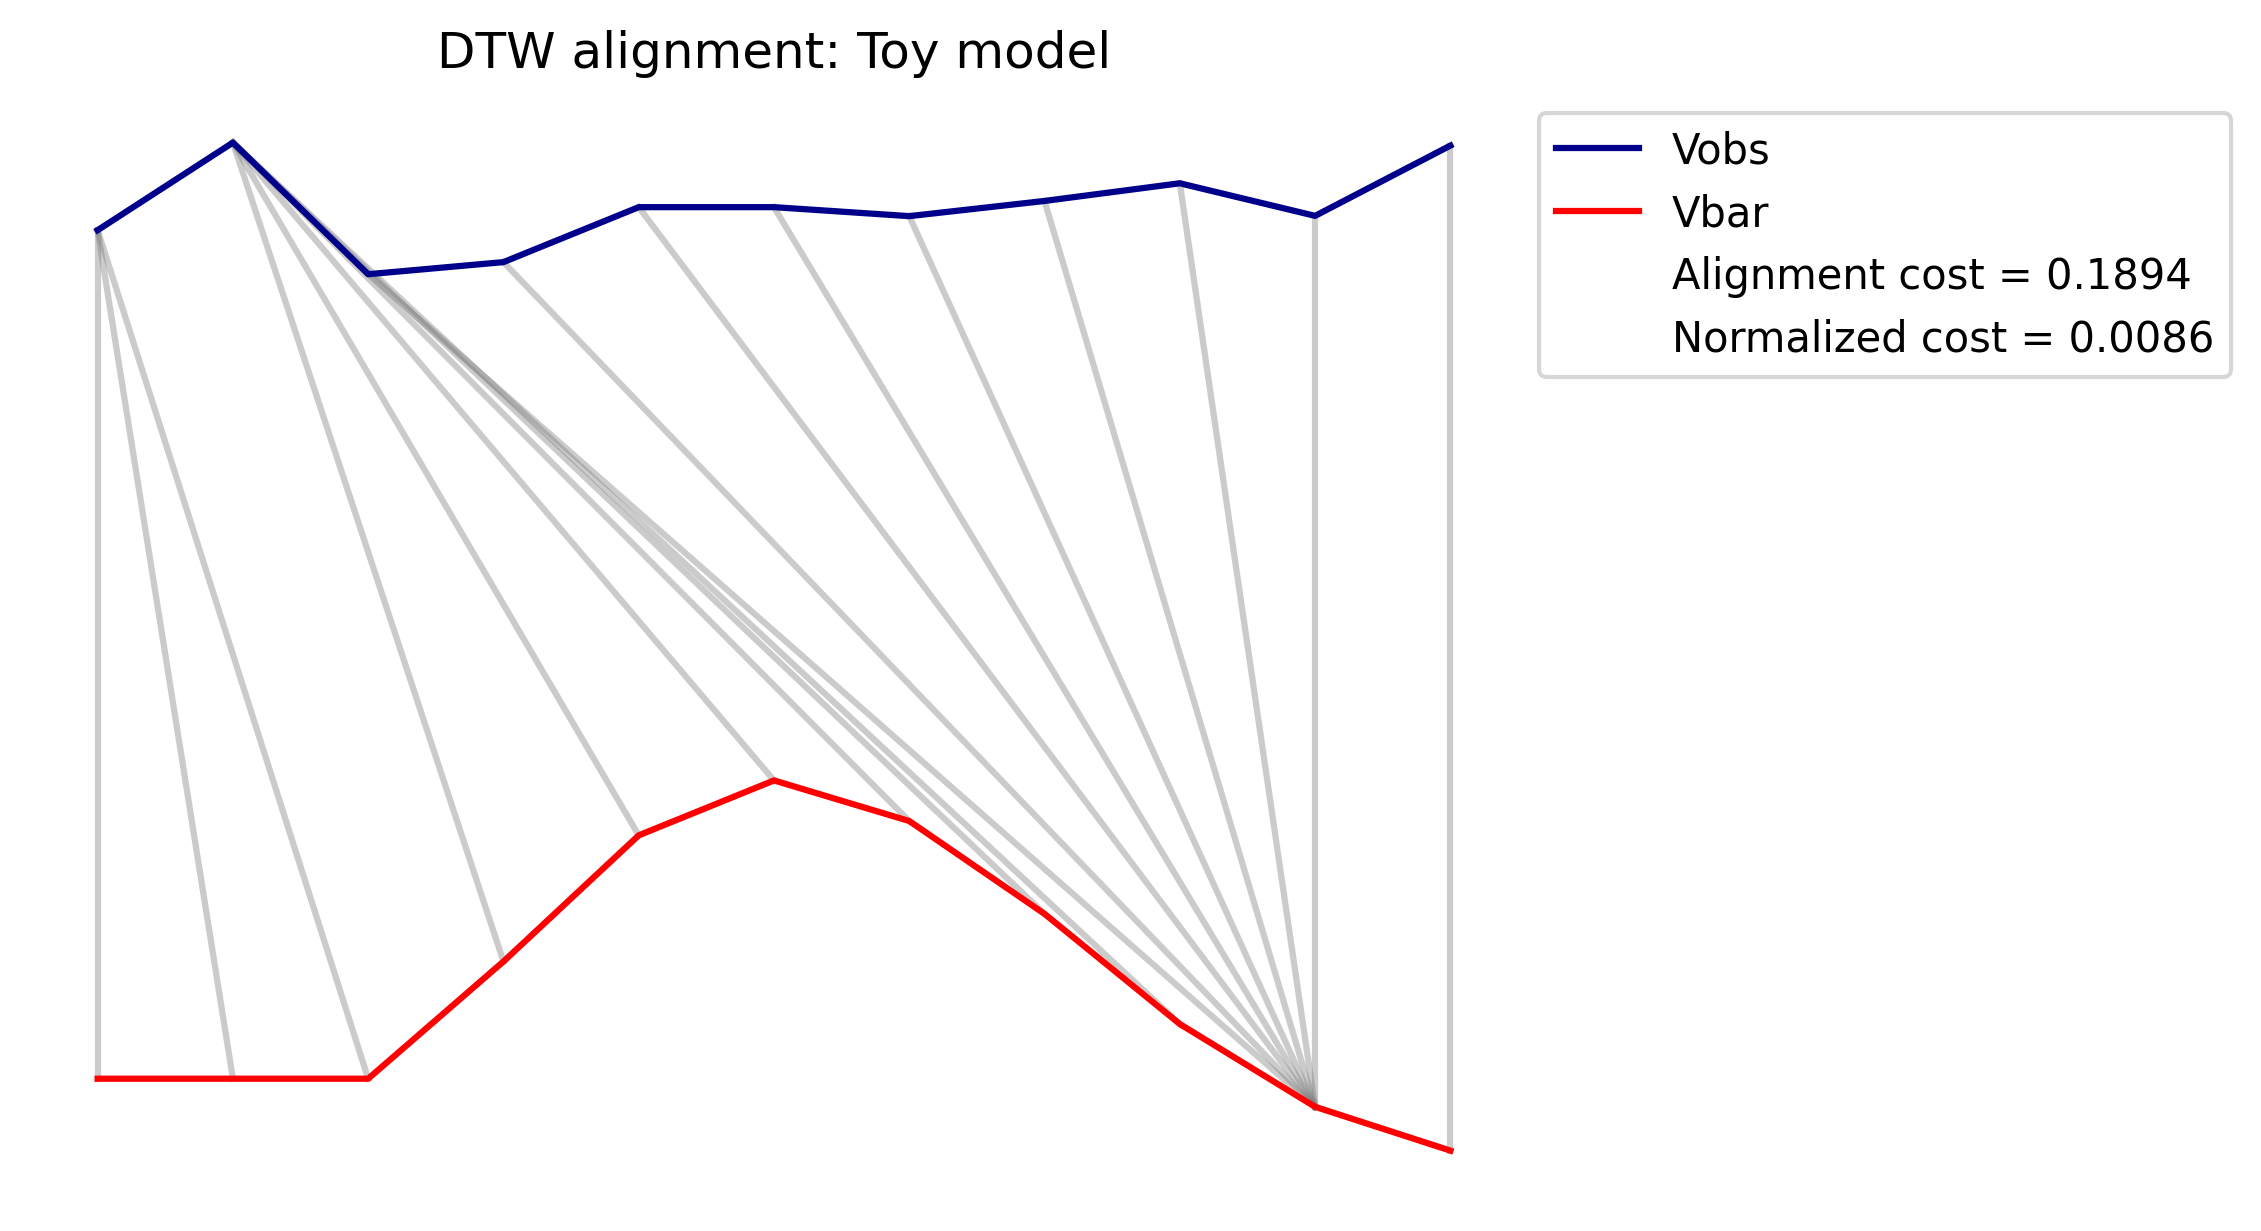 DTW alignment: Toy model
Vobs
Vbar
Alignment cost = 0.1894
Normalized cost = 0.0086